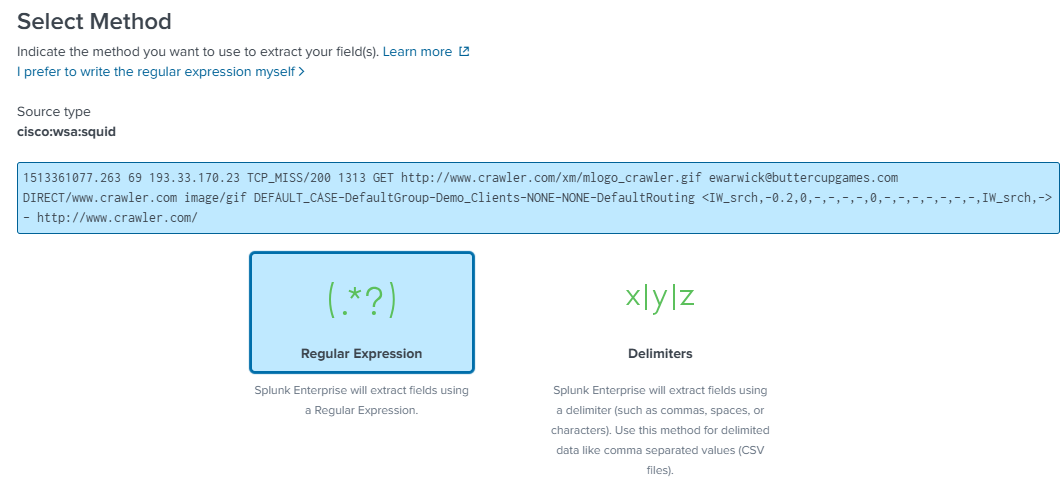 Select Method
Indicate the method you want to use to extract your field(s). Learn more
I prefer to write the regular expression myself >
Source type
cisco:wsa:squid
1513361077.263 69 193.33.170.23 TCP_MISS/200 1313 GET http://www.crawler.com/xm/mlogo_crawler.gif ewarwick@buttercupgames.com
DIRECT/www.crawler.com image/gif DEFAULT_CASE-DefaultGroup-Demo_Clients-NONE-NONE-DefaultRouting <IW_srch,-0.2,0,-,-,-,-,0,-,-,-,-,-,-,-,IW_srch,->
- http://www.crawler.com/
(.*?)
Regular Expression
Splunk Enterprise will extract fields using
a Regular Expression.
x|y|z
Delimiters
Splunk Enterprise will extract fields using
a delimiter (such as commas, spaces, or
characters). Use this method for delimited
data like comma separated values (CSV
files).